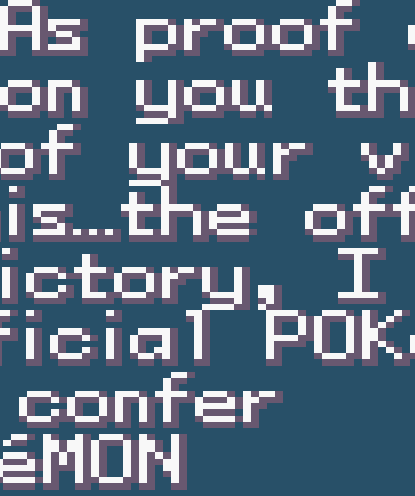 As proof
on you th
of your v
is...the off
ictory, I
ficial POK
confer
éMON